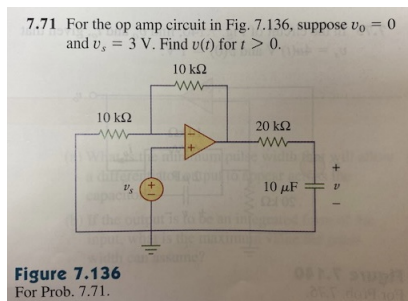 7.71 For the op amp circuit in Fig. 7.136, suppose v₀ = 0
and vₛ = 3 V. Find v(t) for t > 0.
10 kΩ
10 kΩ
20 kΩ
vₛ
+
10 μF
+
v
−
Figure 7.136
For Prob. 7.71.